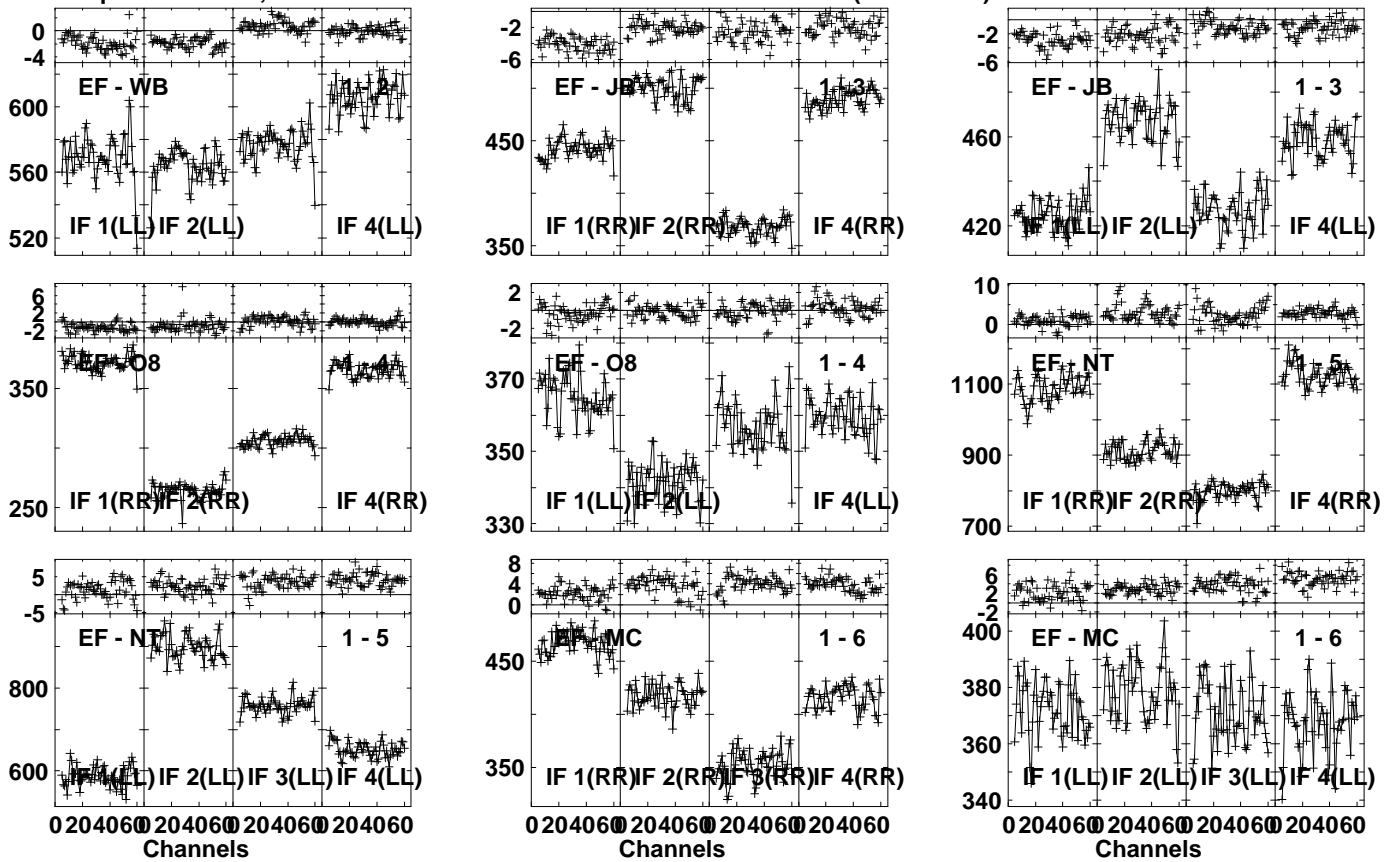 0
-4
EF - WB
1 - 2
600
560
520
IF 1(LL)
IF 2(LL)
IF 4(LL)
-2
-6
EF - JB
1 - 3
450
350
IF 1(RR)
IF 2(RR)
IF 4(RR)
-2
-6
EF - JB
1 - 3
460
420
IF 1(LL)
IF 2(LL)
IF 4(LL)
6
2
-2
EF - O8
1 - 4
350
250
IF 1(RR)
IF 2(RR)
IF 4(RR)
2
-2
EF - O8
1 - 4
370
350
330
IF 1(LL)
IF 2(LL)
IF 4(LL)
10
0
EF - NT
1 - 5
1100
900
700
IF 1(RR)
IF 2(RR)
IF 4(RR)
5
-5
EF - NT
1 - 5
800
600
IF 1(LL)
IF 2(LL)
IF 3(LL)
IF 4(LL)
0 204060
0 204060
0 204060
0 204060
Channels
8
4
0
EF - MC
1 - 6
450
350
IF 1(RR)
IF 2(RR)
IF 3(RR)
IF 4(RR)
0 204060
0 204060
0 204060
0 204060
Channels
6
2
-2
EF - MC
1 - 6
400
380
360
340
IF 1(LL)
IF 2(LL)
IF 3(LL)
IF 4(LL)
0 204060
0 204060
0 204060
0 204060
Channels